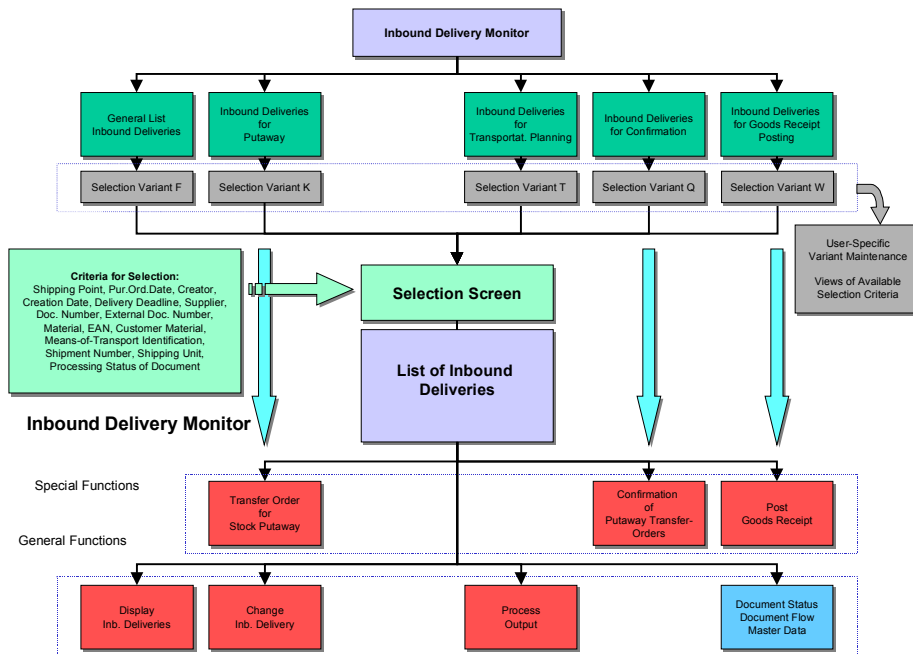 Inbound Delivery Monitor
General List
Inbound Deliveries
Inbound Deliveries
for
Putaway
Inbound Deliveries
for
Transportat. Planning
Inbound Deliveries
for Confirmation
Inbound Deliveries
for Goods Receipt
Posting
Selection Variant F
Selection Variant K
Selection Variant T
Selection Variant Q
Selection Variant W
User-Specific
Variant Maintenance
Views of Available
Selection Criteria
Criteria for Selection:
Shipping Point, Pur.Ord.Date, Creator,
Creation Date, Delivery Deadline, Supplier,
Doc. Number, External Doc. Number,
Material, EAN, Customer Material,
Means-of-Transport Identification,
Shipment Number, Shipping Unit,
Processing Status of Document
Selection Screen
List of Inbound
Deliveries
Inbound Delivery Monitor
Special Functions
Transfer Order
for
Stock Putaway
Confirmation
of
Putaway Transfer-
Orders
Post
Goods Receipt
General Functions
Display
Inb. Deliveries
Change
Inb. Delivery
Process
Output
Document Status
Document Flow
Master Data